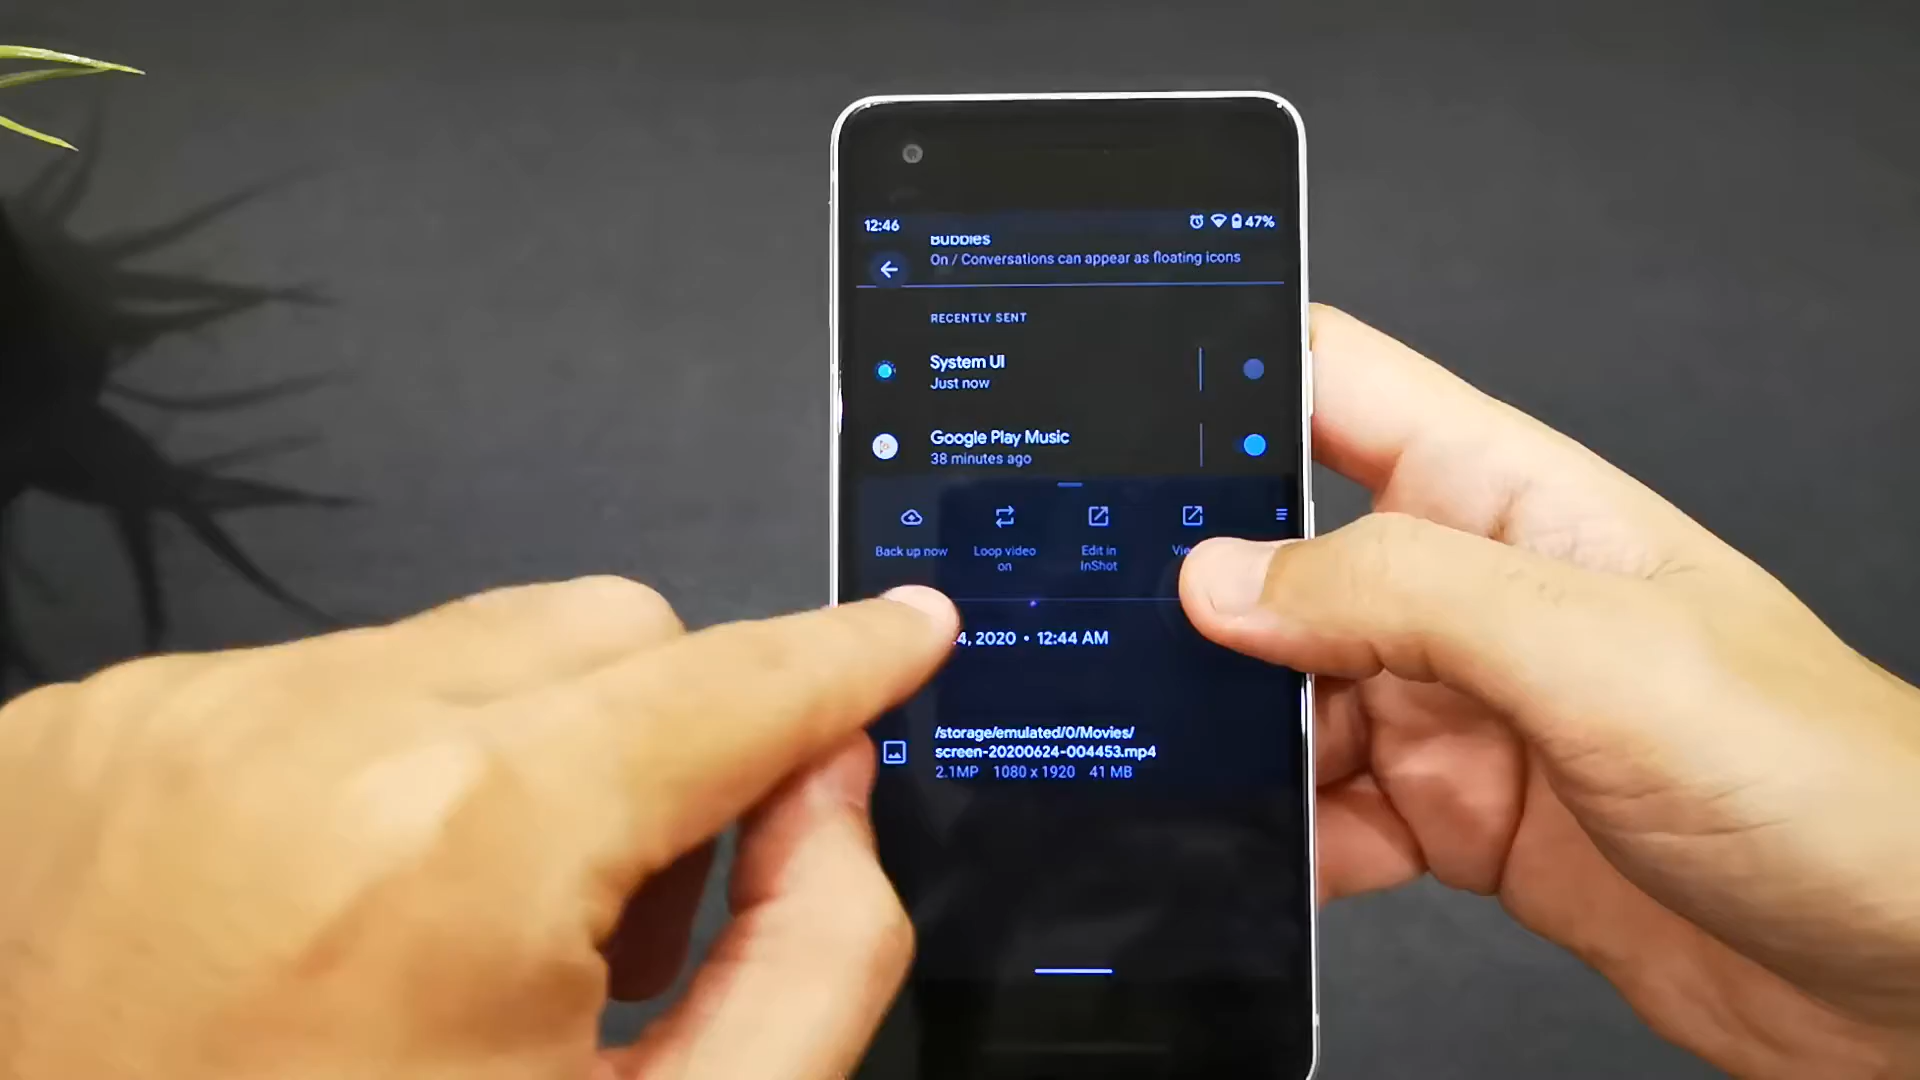 12:46
47%
Bubbles
On / Conversations can appear as floating icons
RECENTLY SENT
System UI
Just now
Google Play Music
38 minutes ago
Back up now
Loop video
on
Edit in
InShot
4, 2020 • 12:44 AM
/storage/emulated/0/Movies/
screen-20200624-004453.mp4
2.1MP 1080 x 1920 41 MB